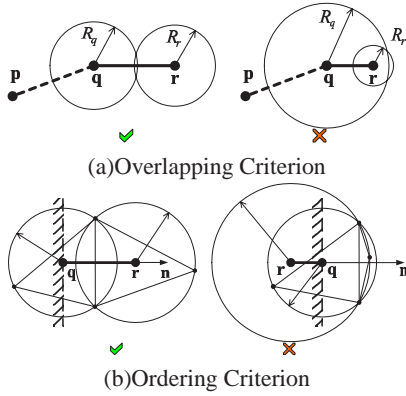 R_q R_r R_q R_r
p q r p q r
(a)Overlapping Criterion
q r n r q n
(b)Ordering Criterion